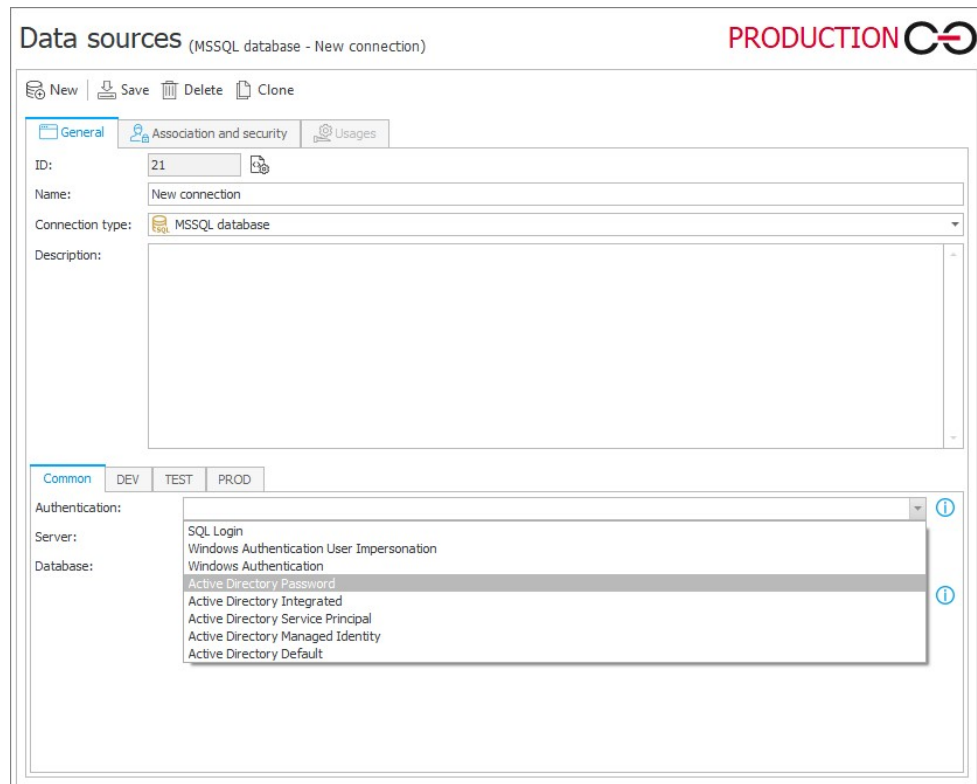 Data sources (MSSQL database - New connection)
PRODUCTION
New Save Delete Clone
General Association and security Usages
ID: 21
Name: New connection
Connection type: MSSQL database
Description:
Common DEV TEST PROD
Authentication:
Server:
Database:
SQL Login
Windows Authentication User Impersonation
Windows Authentication
Active Directory Password
Active Directory Integrated
Active Directory Service Principal
Active Directory Managed Identity
Active Directory Default